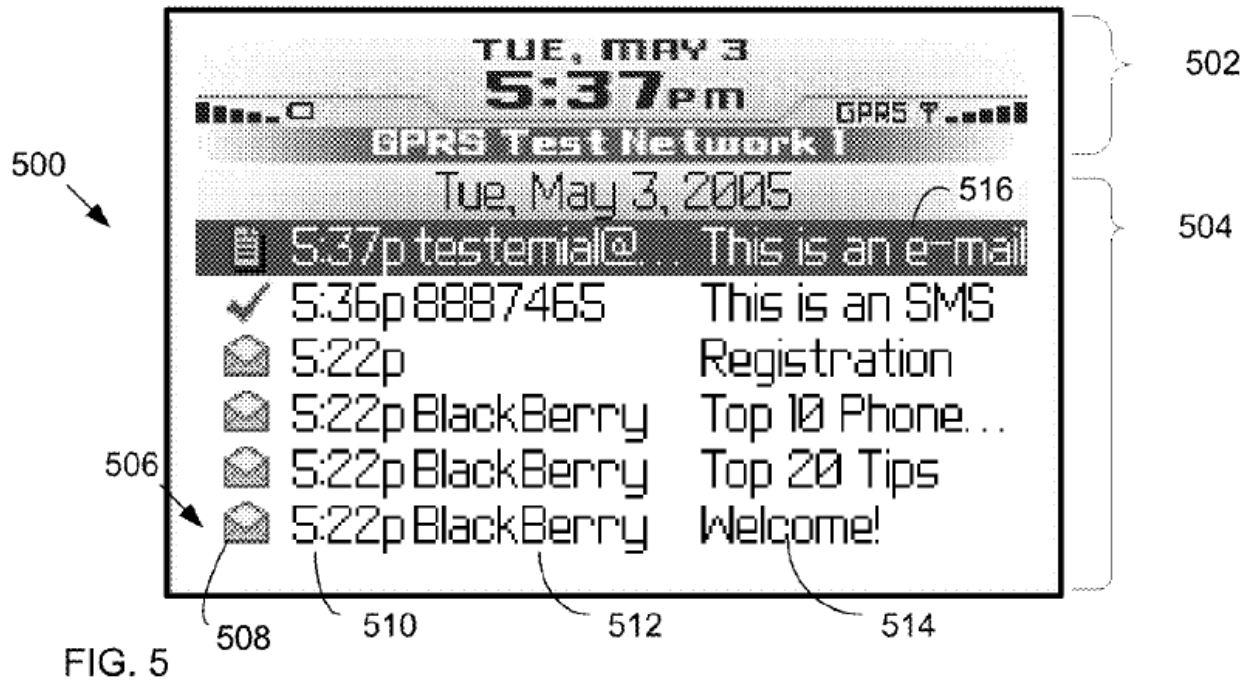 TUE, MAY 3
5:37pm
GPRS
GPRS Test Network 1
502
500
Tue, May 3, 2005
516
504
5:37p testemial@... This is an e-mail
5:36p 8887465 This is an SMS
5:22p Registration
5:22p BlackBerry Top 10 Phone...
5:22p BlackBerry Top 20 Tips
506
5:22p BlackBerry Welcome!
508
510
512
514
FIG. 5